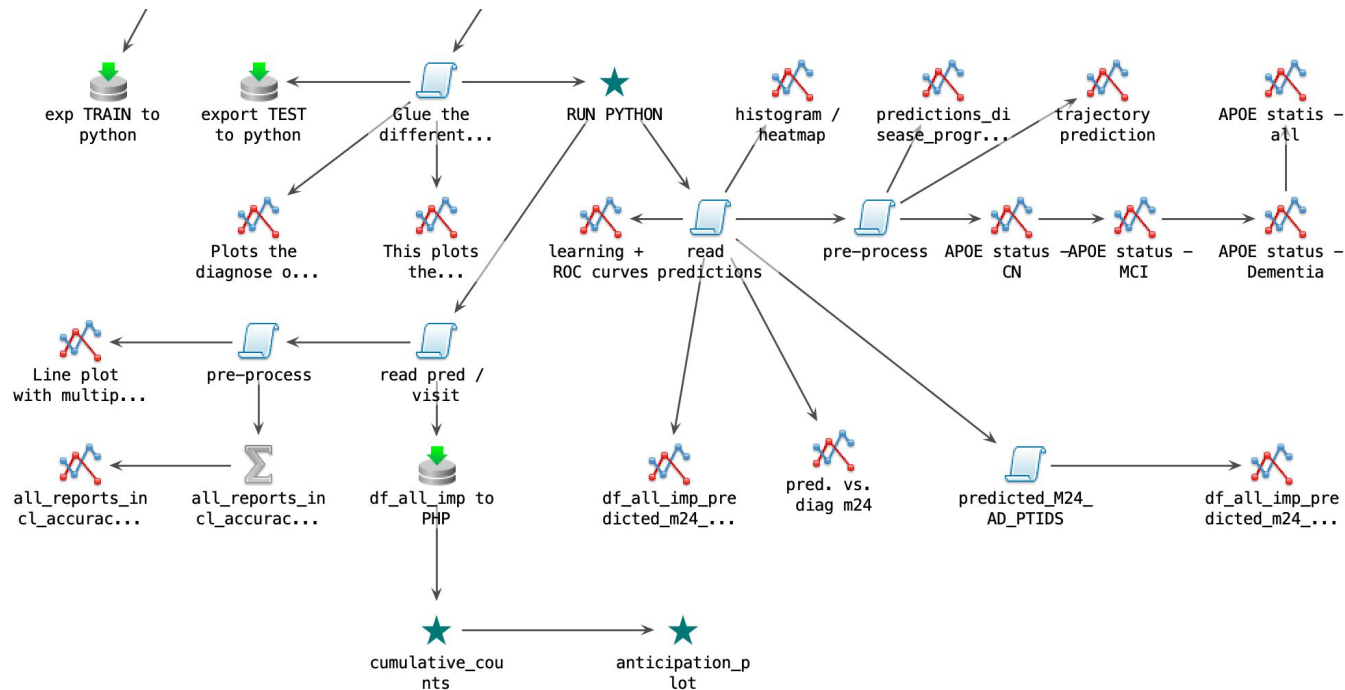 exp TRAIN to
python
export TEST
to python
Glue the
different...
RUN PYTHON
histogram /
heatmap
predictions_di
sease_progr...
trajectory
prediction
APOE statis -
all
Plots the
diagnose o...
This plots
the...
learning +
ROC curves
read
predictions
pre-process
APOE status -
CN
APOE status -
MCI
APOE status -
Dementia
Line plot
with multip...
pre-process
read pred /
visit
all_reports_in
cl_accurac...
all_reports_in
cl_accurac...
df_all_imp to
PHP
df_all_imp_pre
dicted_m24_...
pred. vs.
diag m24
predicted_M24_
AD_PTIDS
df_all_imp_pre
dicted_m24_...
cumulative_cou
nts
anticipation_p
lot